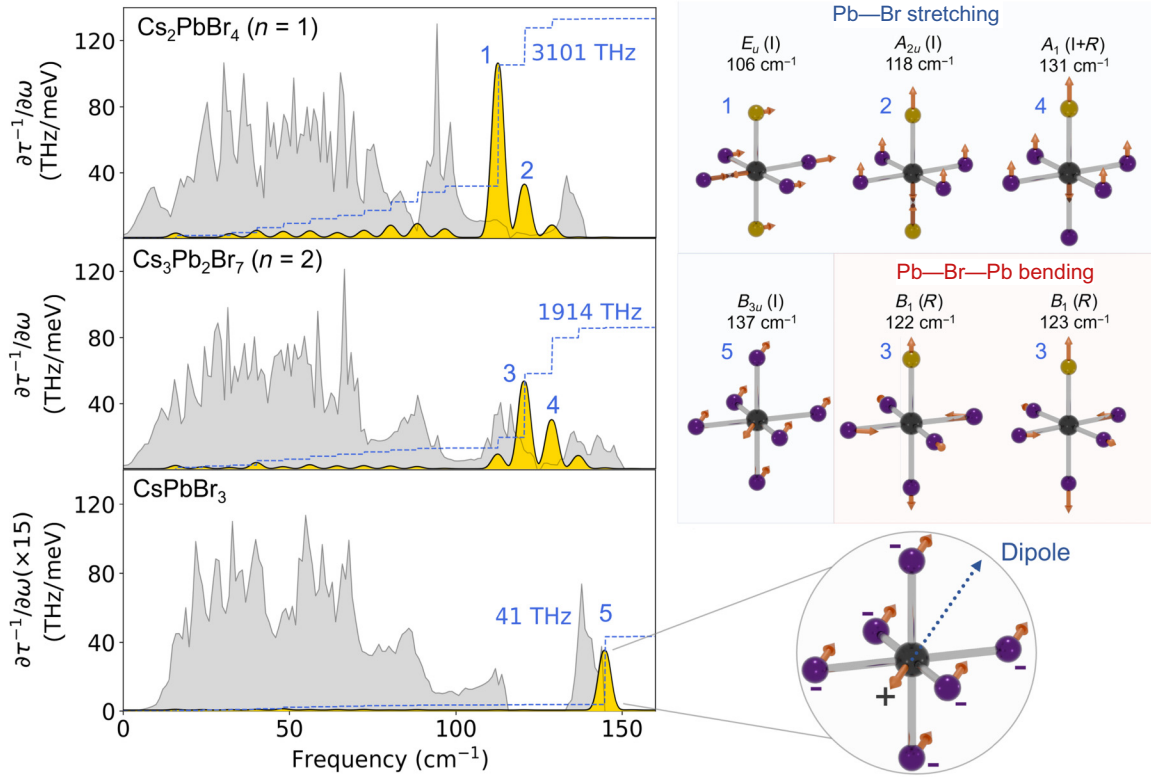 Cs₂PbBr₄ (n = 1)
120
80
40
∂τ⁻¹/∂ω
(THz/meV)
1
2
3101 THz
Cs₃Pb₂Br₇ (n = 2)
120
80
40
∂τ⁻¹/∂ω
(THz/meV)
3
4
1914 THz
CsPbBr₃
120
80
40
0
∂τ⁻¹/∂ω(×15)
(THz/meV)
41 THz
5
0
50
100
150
Frequency (cm⁻¹)
Pb—Br stretching
Eᵤ (I)
106 cm⁻¹
1
A₂ᵤ (I)
118 cm⁻¹
2
A₁ (I+R)
131 cm⁻¹
4
Pb—Br—Pb bending
B₃ᵤ (I)
137 cm⁻¹
5
B₁ (R)
122 cm⁻¹
3
B₁ (R)
123 cm⁻¹
3
Dipole
−
−
−
−
−
−
+